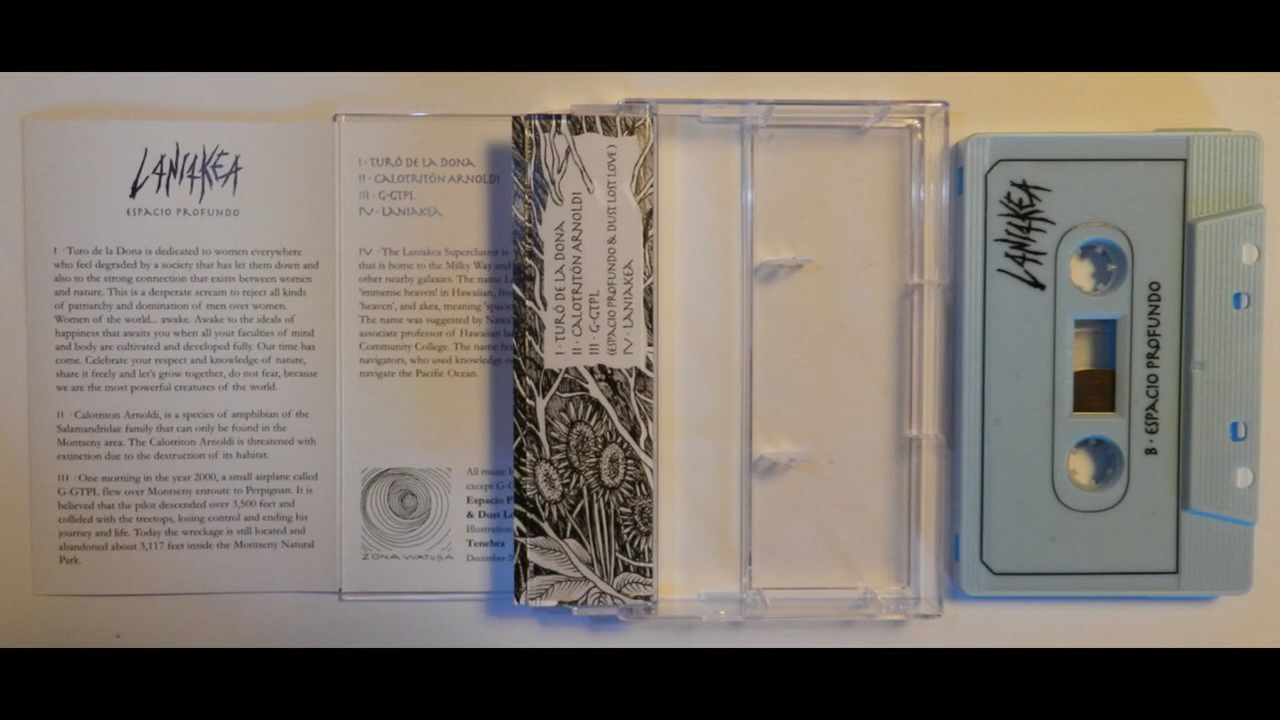 LANIAKEA
ESPACIO PROFUNDO
I · Turo de la Dona is dedicated to women everywhere
who feel degraded by a society that has let them down and
also to the strong connection that exists between women
and nature. This is a desperate scream to reject all kinds
of patriarchy and domination of men over women.
Women of the world... awake. Awake to the ideals of
happiness that awaits you when all your faculties of mind
and body are cultivated and developed fully. Our time has
come. Celebrate your respect and knowledge of nature,
share it freely and let's grow together, do not fear, because
we are the most powerful creatures of the world.
II · Calotriton Arnoldi, is a species of amphibian of the
Salamandridae family that can only be found in the
Montseny area. The Calotriton Arnoldi is threatened with
extinction due to the destruction of its habitat.
III · One morning in the year 2000, a small airplane called
G-GTPL flew over Montseny enroute to Perpignan. It is
believed that the pilot descended over 3,500 feet and
collided with the treetops, losing control and ending his
journey and life. Today the wreckage is still located and
abandoned about 3,117 feet inside the Montseny Natural
Park.
I · TURÓ DE LA DONA
II · CALOTRITÓN ARNOLDI
III · G-GTPL
IV · LANIAKEA
IV · The Laniakea Supercluster is
that is home to the Milky Way and
other nearby galaxies. The name
'immense heaven' in Hawaiian,
'heaven', and akea, meaning
The name was suggested by
associate professor of Hawaiian
Community College. The name
navigators, who used knowledge
navigate the Pacific Ocean.
ZONA WATUSA
All music
except
Espacio
& Dust
Illustration
Tenebra
December
I · TURÓ DE LA DONA
II · CALOTRITÓN ARNOLDI
III · G-GTPL
(ESPACIO PROFUNDO & DUST LOST LOVE)
IV · LANIAKEA
LANIAKEA
B · ESPACIO PROFUNDO